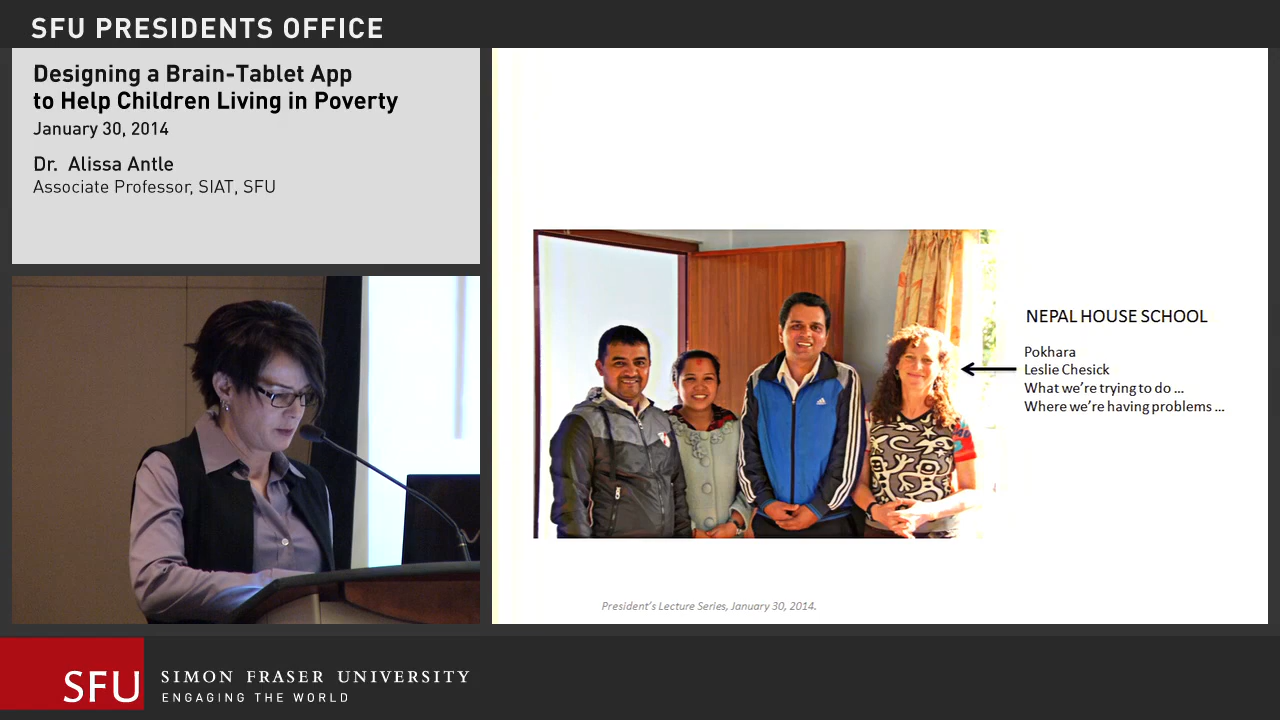 SFU PRESIDENTS OFFICE
Designing a Brain-Tablet App
to Help Children Living in Poverty
January 30, 2014
Dr. Alissa Antle
Associate Professor, SIAT, SFU
NEPAL HOUSE SCHOOL
Pokhara
Leslie Chesick
What we're trying to do ...
Where we're having problems ...
President's Lecture Series, January 30, 2014.
SFU
SIMON FRASER UNIVERSITY
ENGAGING THE WORLD